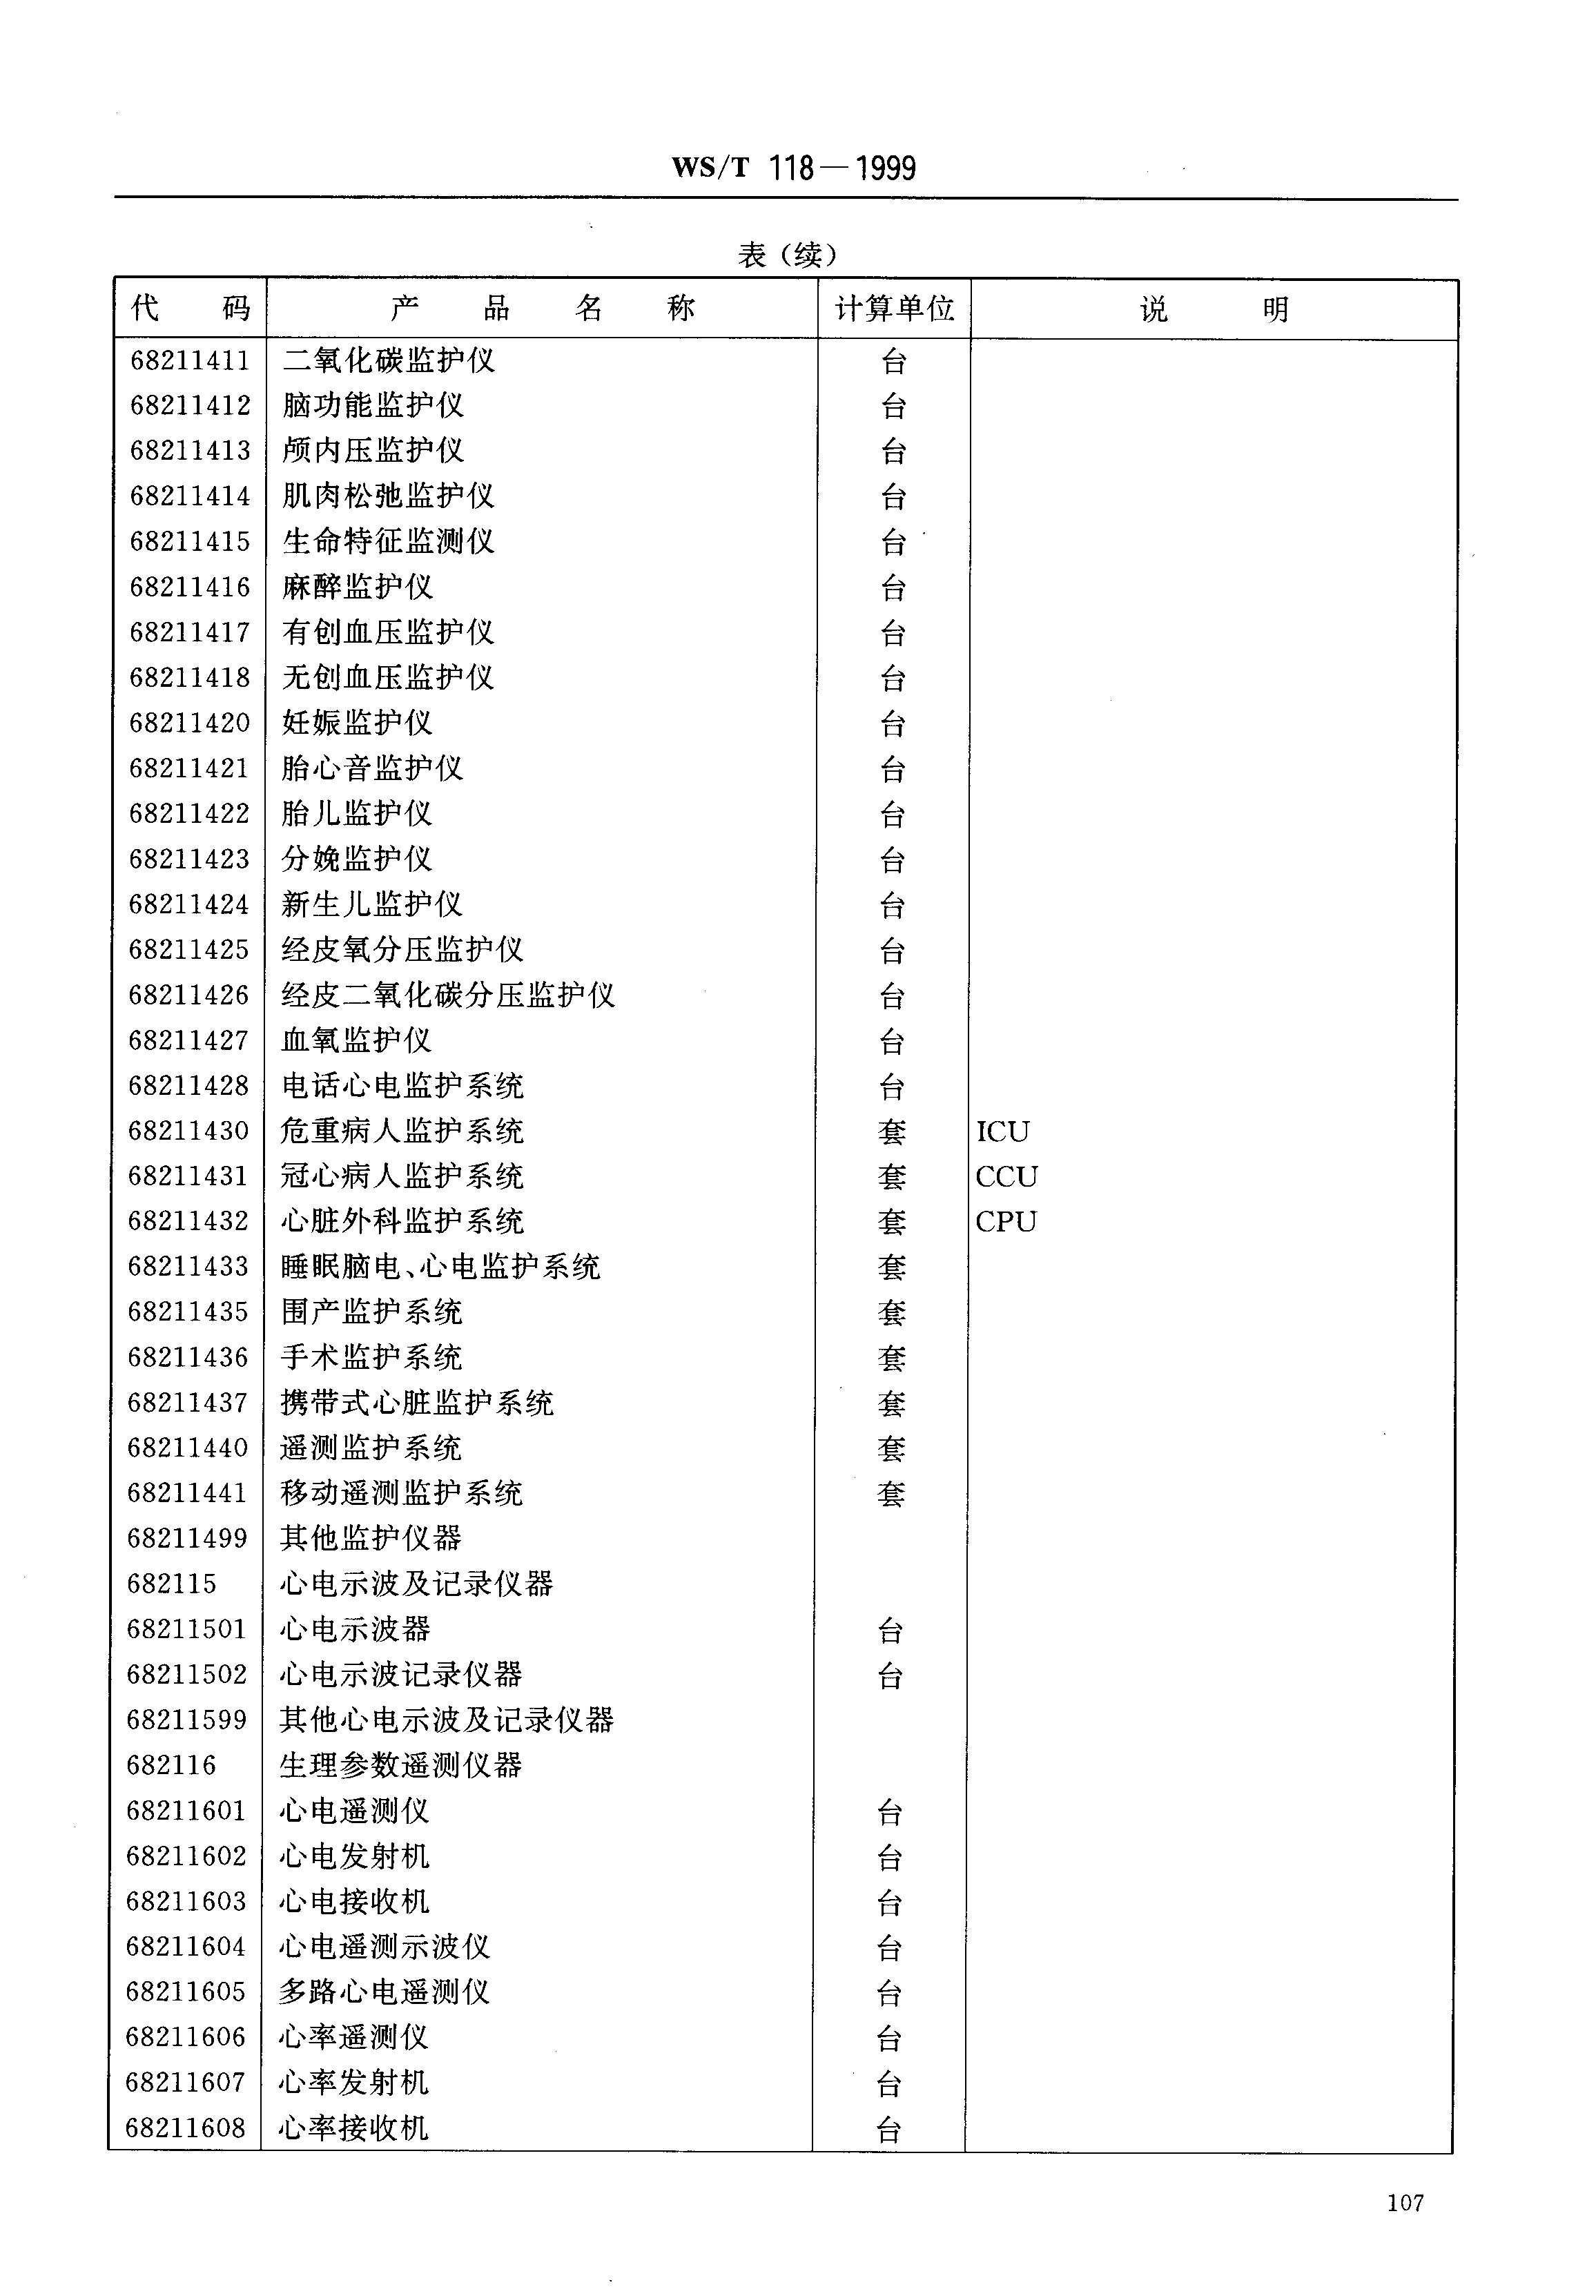 WS/T 118—1999
表（续）
代 码 产 品 名 称 计算单位 说 明
68211411 二氧化碳监护仪 台
68211412 脑功能监护仪 台
68211413 颅内压监护仪 台
68211414 肌肉松弛监护仪 台
68211415 生命特征监测仪 台
68211416 麻醉监护仪 台
68211417 有创血压监护仪 台
68211418 无创血压监护仪 台
68211420 妊娠监护仪 台
68211421 胎心音监护仪 台
68211422 胎儿监护仪 台
68211423 分娩监护仪 台
68211424 新生儿监护仪 台
68211425 经皮氧分压监护仪 台
68211426 经皮二氧化碳分压监护仪 台
68211427 血氧监护仪 台
68211428 电话心电监护系统 台
68211430 危重病人监护系统 套 ICU
68211431 冠心病人监护系统 套 CCU
68211432 心脏外科监护系统 套 CPU
68211433 睡眠脑电、心电监护系统 套
68211435 围产监护系统 套
68211436 手术监护系统 套
68211437 携带式心脏监护系统 套
68211440 遥测监护系统 套
68211441 移动遥测监护系统 套
68211499 其他监护仪器
682115 心电示波及记录仪器
68211501 心电示波器 台
68211502 心电示波记录仪器 台
68211599 其他心电示波及记录仪器
682116 生理参数遥测仪器
68211601 心电遥测仪 台
68211602 心电发射机 台
68211603 心电接收机 台
68211604 心电遥测示波仪 台
68211605 多路心电遥测仪 台
68211606 心率遥测仪 台
68211607 心率发射机 台
68211608 心率接收机 台
107